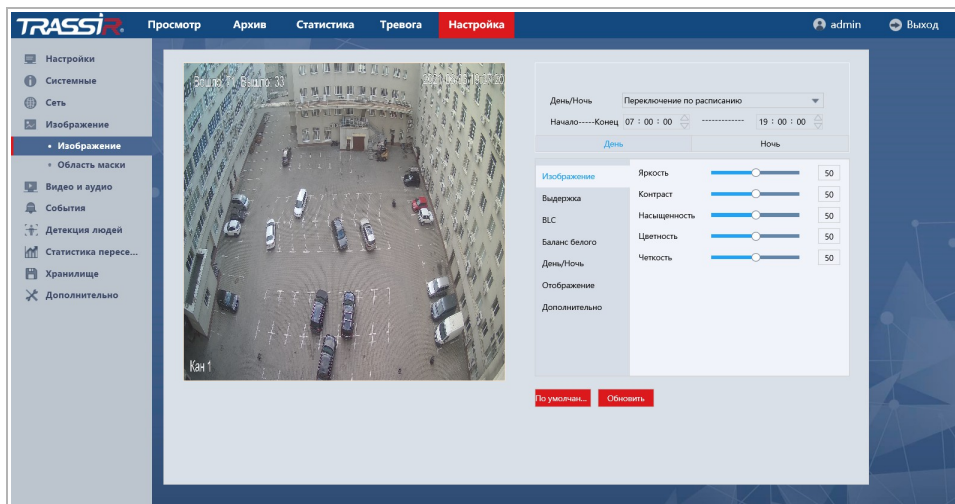 TRASSIR
Просмотр Архив Статистика Тревога Настройка admin Выход
Настройки
Системные
Сеть
Изображение
Изображение
Область маски
Видео и аудио
События
Детекция людей
Статистика пересе...
Хранилище
Дополнительно
Кан 1
День/Ночь Переключение по расписанию
Начало-----Конец 07 : 00 : 00 ------------- 19 : 00 : 00
День Ночь
Изображение
Выдержка
BLC
Баланс белого
День/Ночь
Отображение
Дополнительно
Яркость 50
Контраст 50
Насыщенность 50
Цветность 50
Четкость 50
По умолчан... Обновить